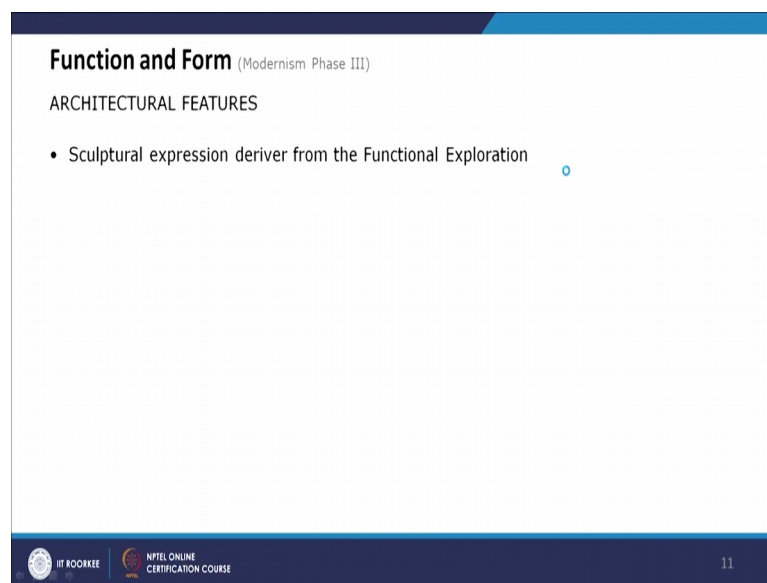 Function and Form (Modernism Phase III)
ARCHITECTURAL FEATURES
• Sculptural expression deriver from the Functional Exploration
IIT ROORKEE
NPTEL ONLINE
CERTIFICATION COURSE
11